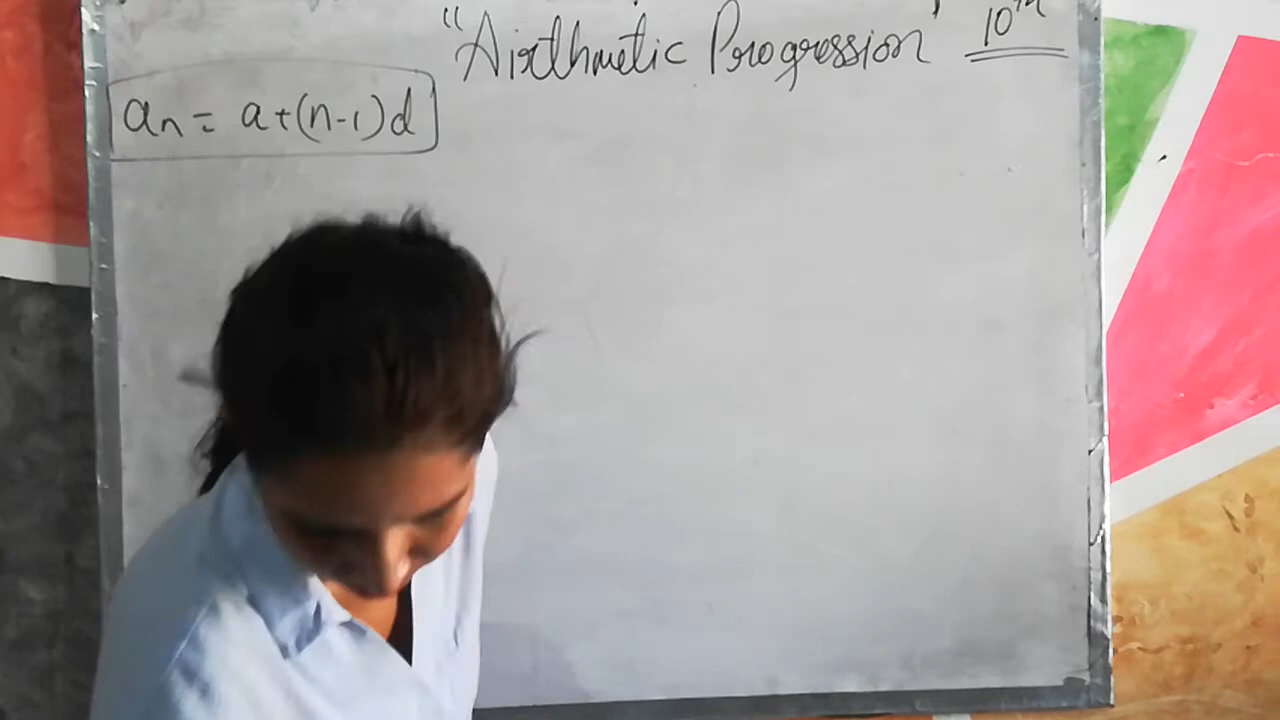 "Airthmetic Progression" 10th
an = a+(n-1)d